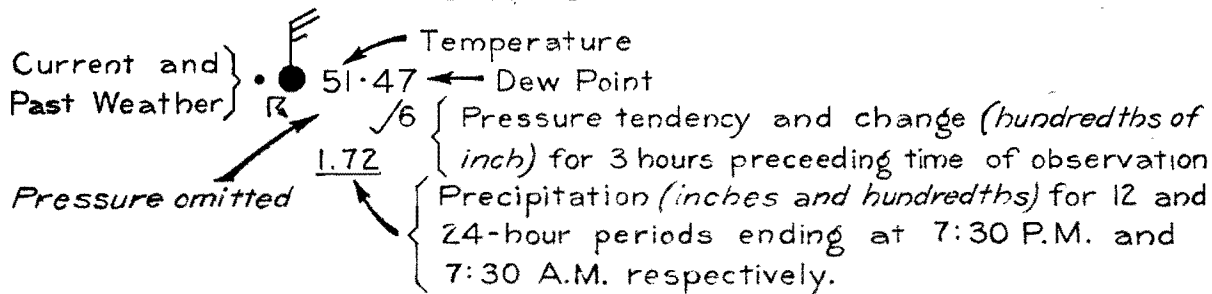 Temperature
Current and
Past Weather
51·47
Dew Point
/6
Pressure tendency and change (hundredths of
inch) for 3 hours preceeding time of observation
1.72
Pressure omitted
Precipitation (inches and hundredths) for 12 and
24-hour periods ending at 7:30 P.M. and
7:30 A.M. respectively.